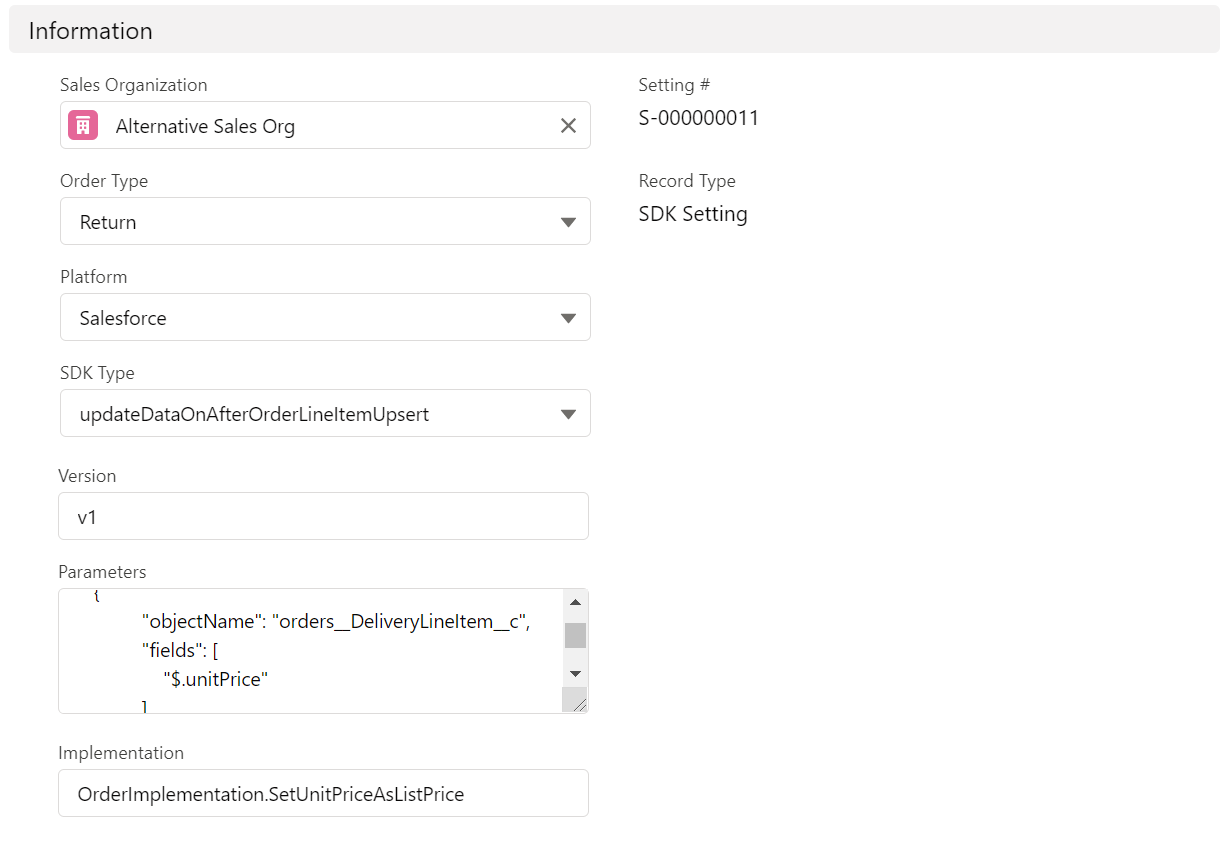 Information
Sales Organization
Alternative Sales Org
Setting #
S-000000011
Order Type
Return
Record Type
SDK Setting
Platform
Salesforce
SDK Type
updateDataOnAfterOrderLineItemUpsert
Version
v1
Parameters
{
"objectName": "orders__DeliveryLineItem__c",
"fields": [
"$.unitPrice"
]
Implementation
OrderImplementation.SetUnitPriceAsListPrice